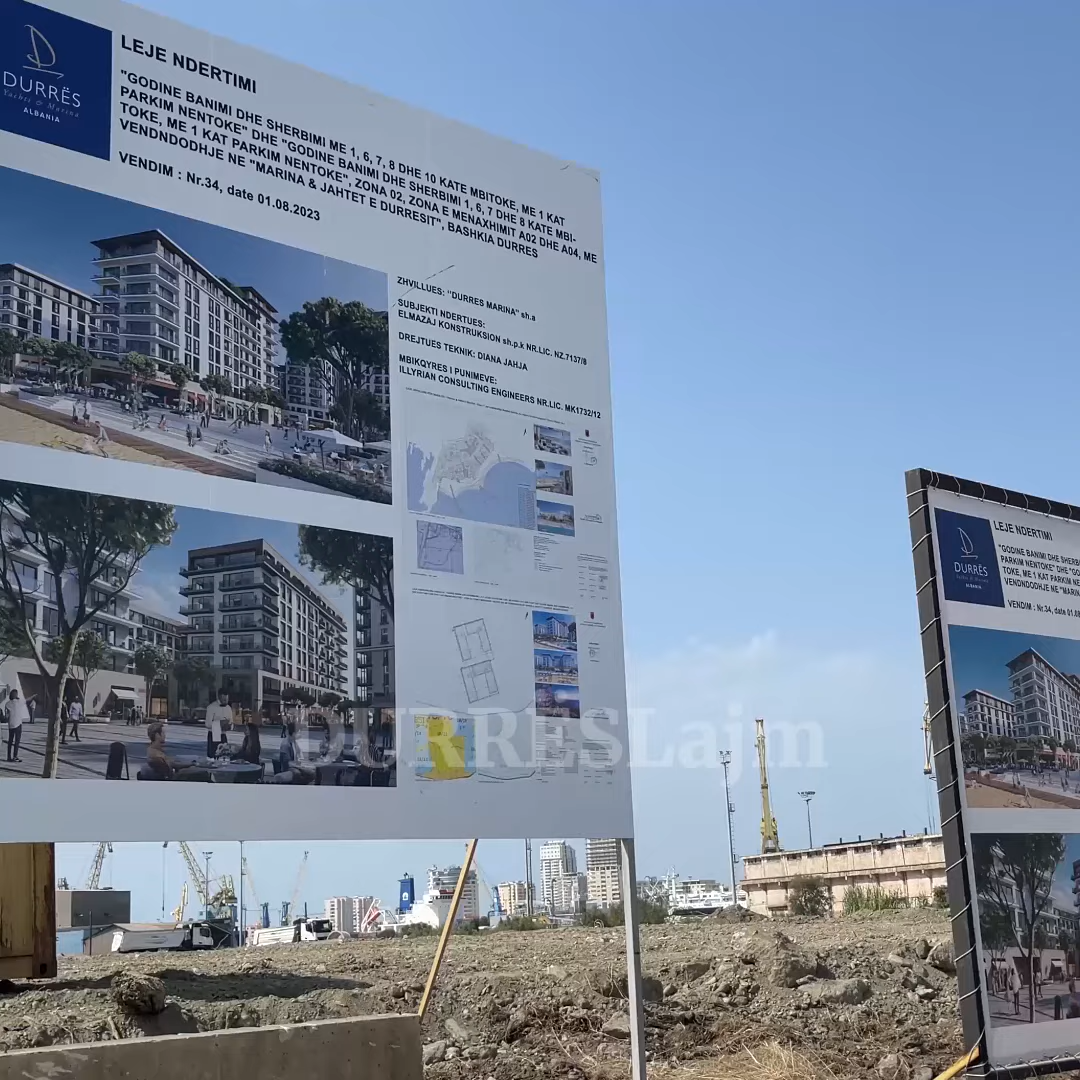 DURRËS
Yachts & Marina
ALBANIA
LEJE NDERTIMI
"GODINE BANIMI DHE SHERBIMI ME 1, 6, 7, 8 DHE 10 KATE MBITOKE, ME 1 KAT
PARKIM NENTOKE" DHE "GODINE BANIMI DHE SHERBIMI 1, 6, 7 DHE 8 KATE MBI-
TOKE, ME 1 KAT PARKIM NENTOKE", ZONA 02, ZONA E MENAXHIMIT A02 DHE A04, ME
VENDNDODHJE NE "MARINA & JAHTET E DURRESIT", BASHKIA DURRES
VENDIM : Nr.34, date 01.08.2023
ZHVILLUES: "DURRES MARINA" sh.a
SUBJEKTI NDERTUES:
ELMAZAJ KONSTRUKSION sh.p.k NR.LIC. NZ.7137/8
DREJTUES TEKNIK: DIANA JAHJA
MBIKQYRES I PUNIMEVE:
ILLYRIAN CONSULTING ENGINEERS NR.LIC. MK1732/12
DURRËSLajm
DURRËS
Yachts & Marina
ALBANIA
LEJE NDERTIMI
"GODINE BANIMI DHE SHERB
PARKIM NENTOKE" DHE "GO
TOKE, ME 1 KAT PARKIM NEN
VENDNDODHJE NE "MARINA
VENDIM : Nr.34, date 01.08